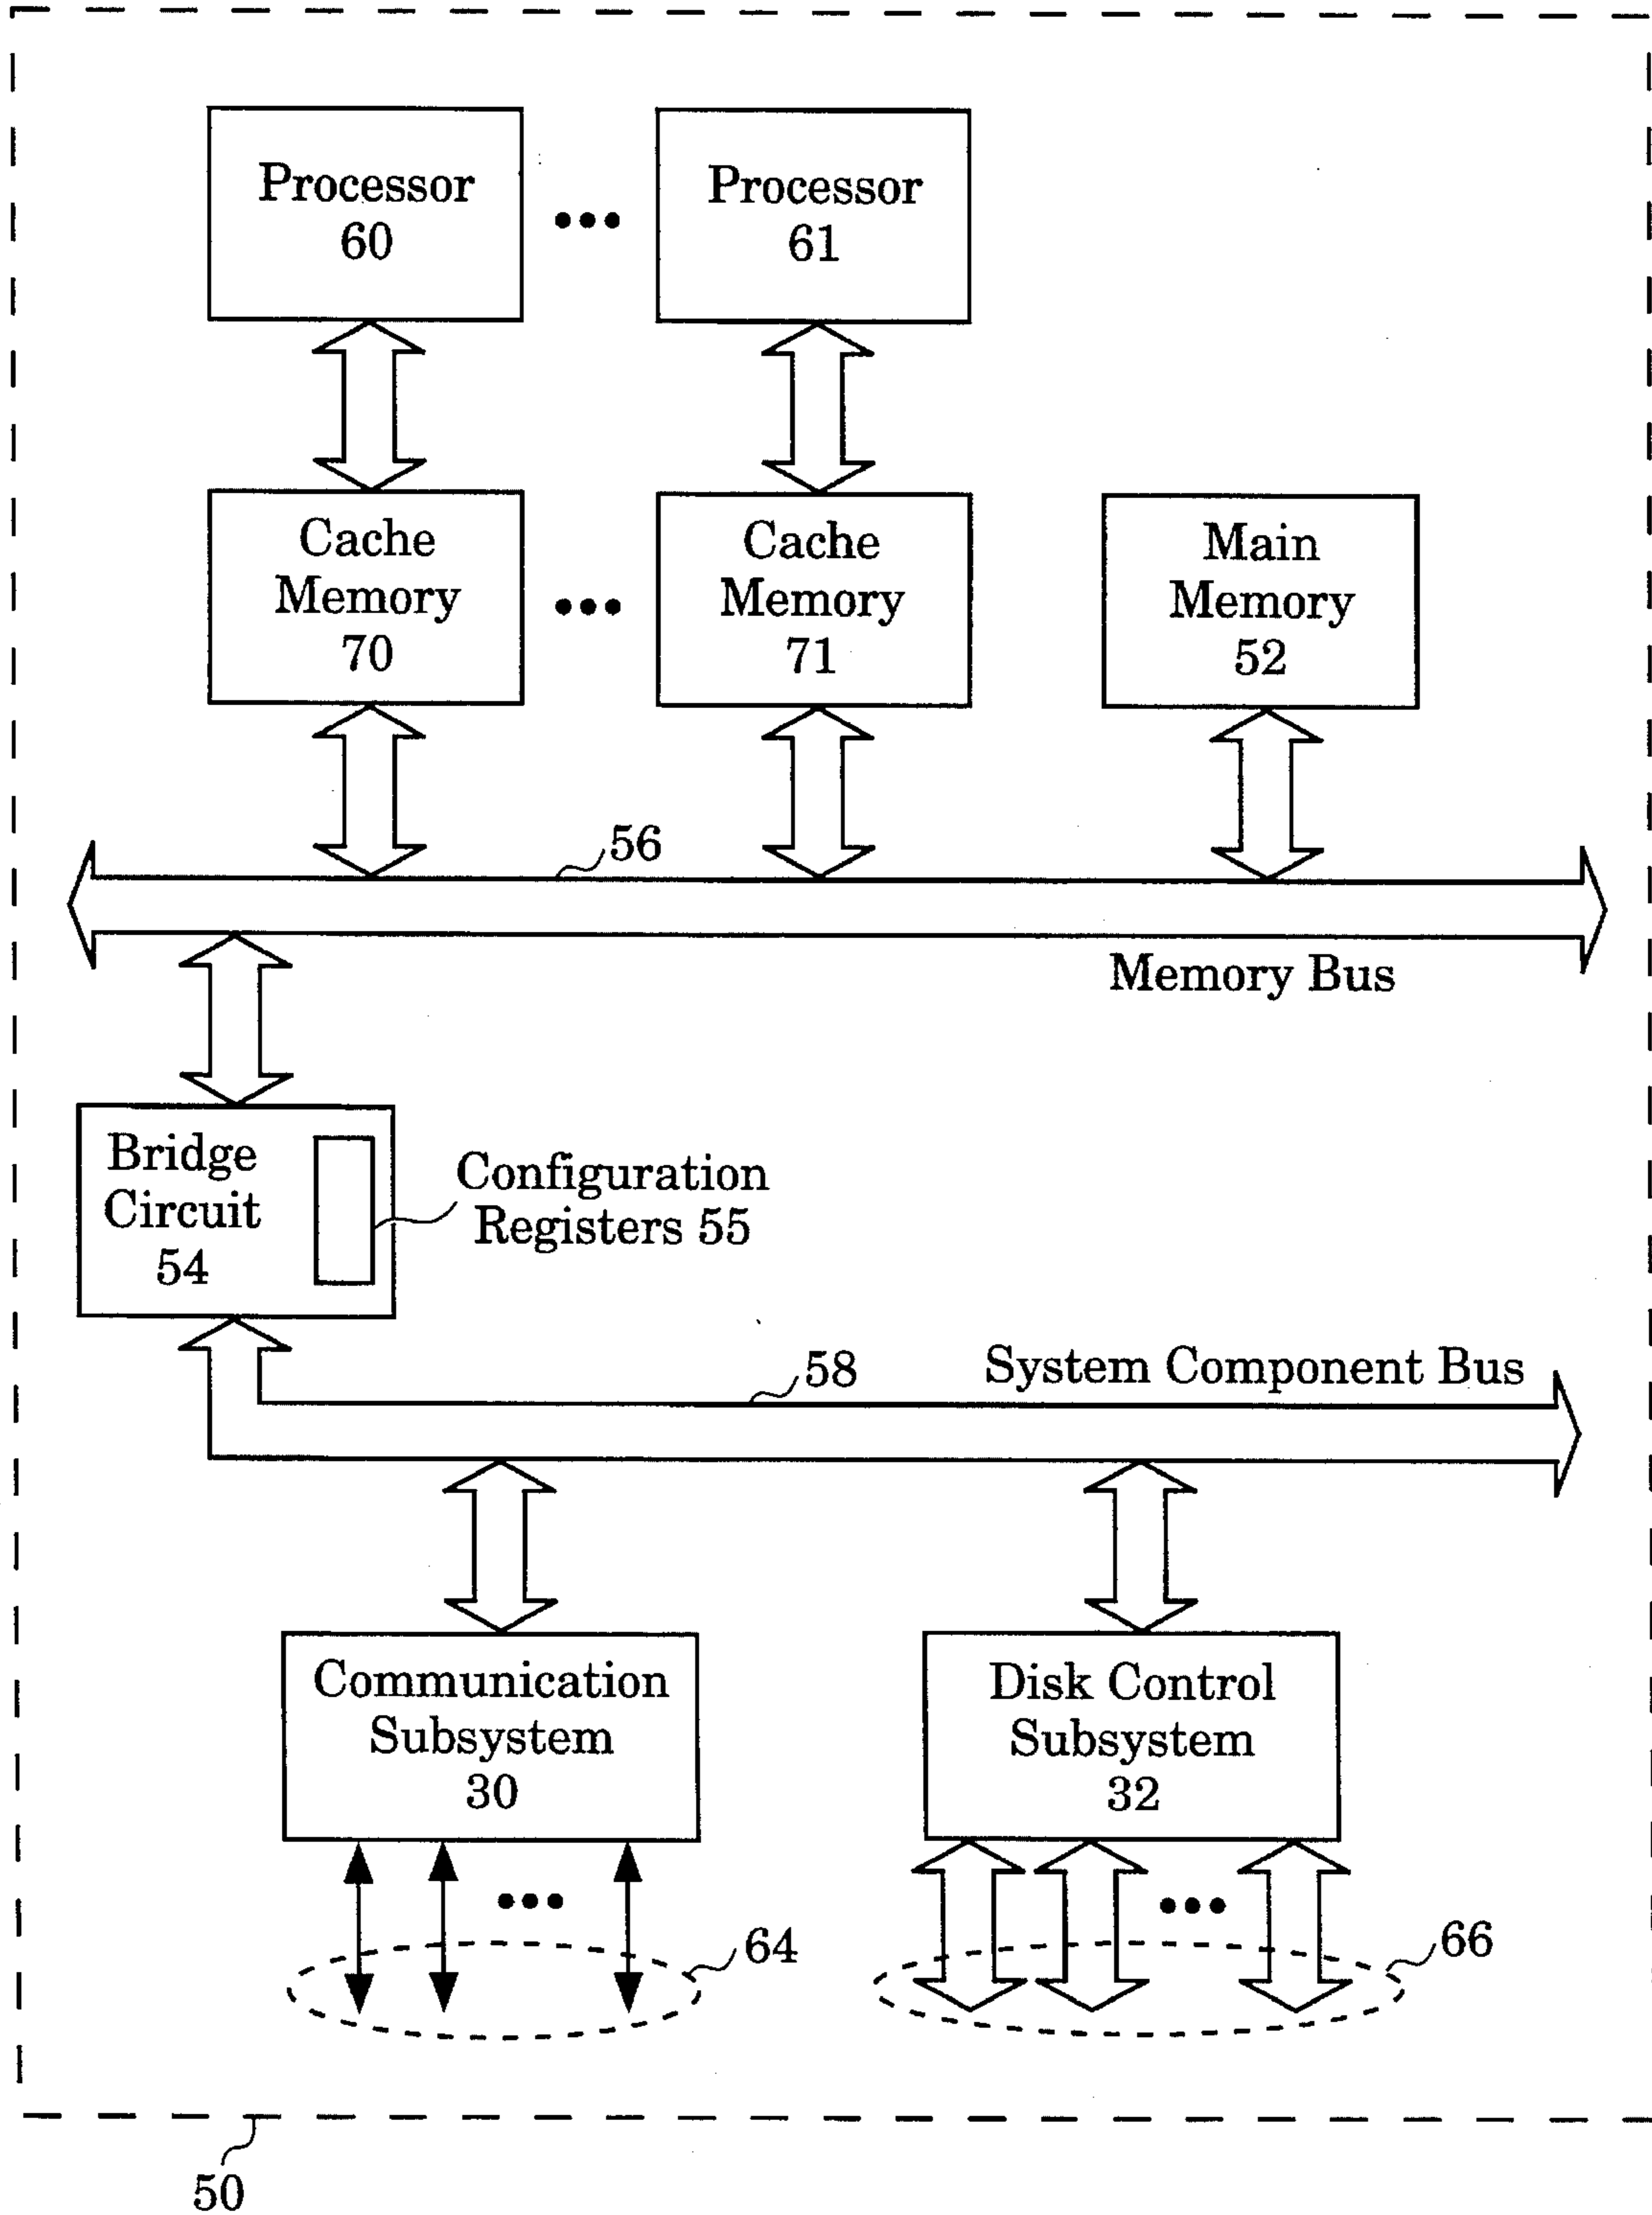 Processor
60
Processor
61
Cache
Memory
70
Cache
Memory
71
Main
Memory
52
56
Memory Bus
Bridge
Circuit
54
Configuration
Registers 55
58
System Component Bus
Communication
Subsystem
30
Disk Control
Subsystem
32
64
66
50